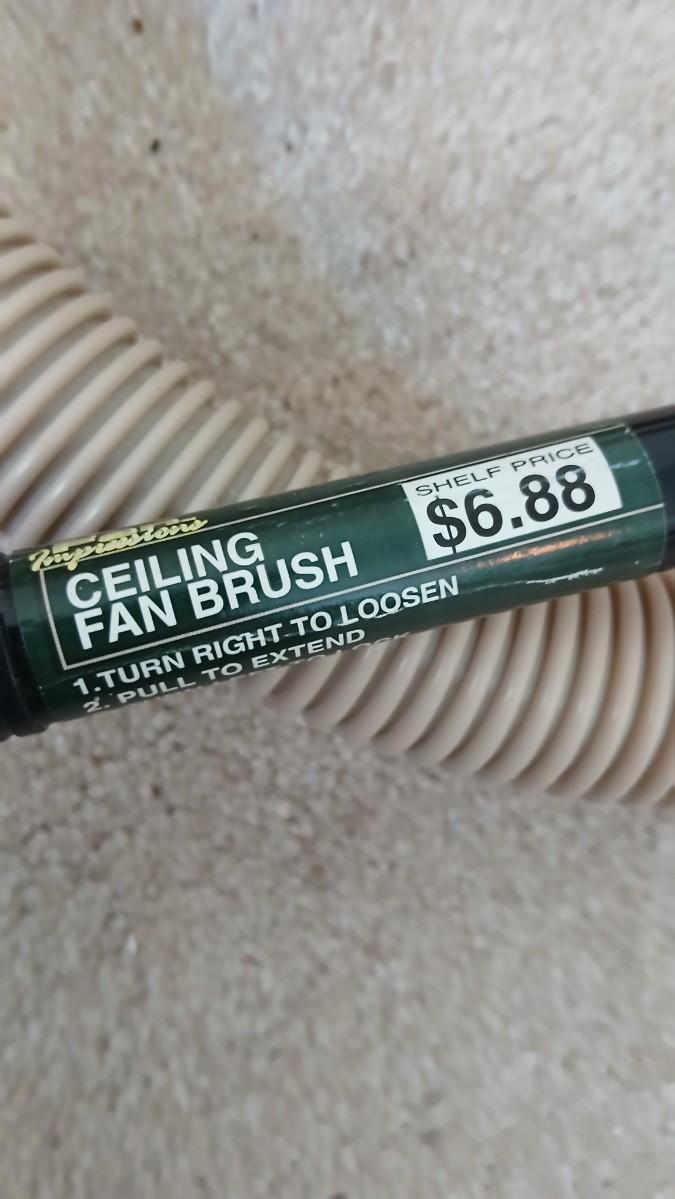 Impressions
CEILING
FAN BRUSH
SHELF PRICE
$6.88
1.TURN RIGHT TO LOOSEN
2. PULL TO EXTEND